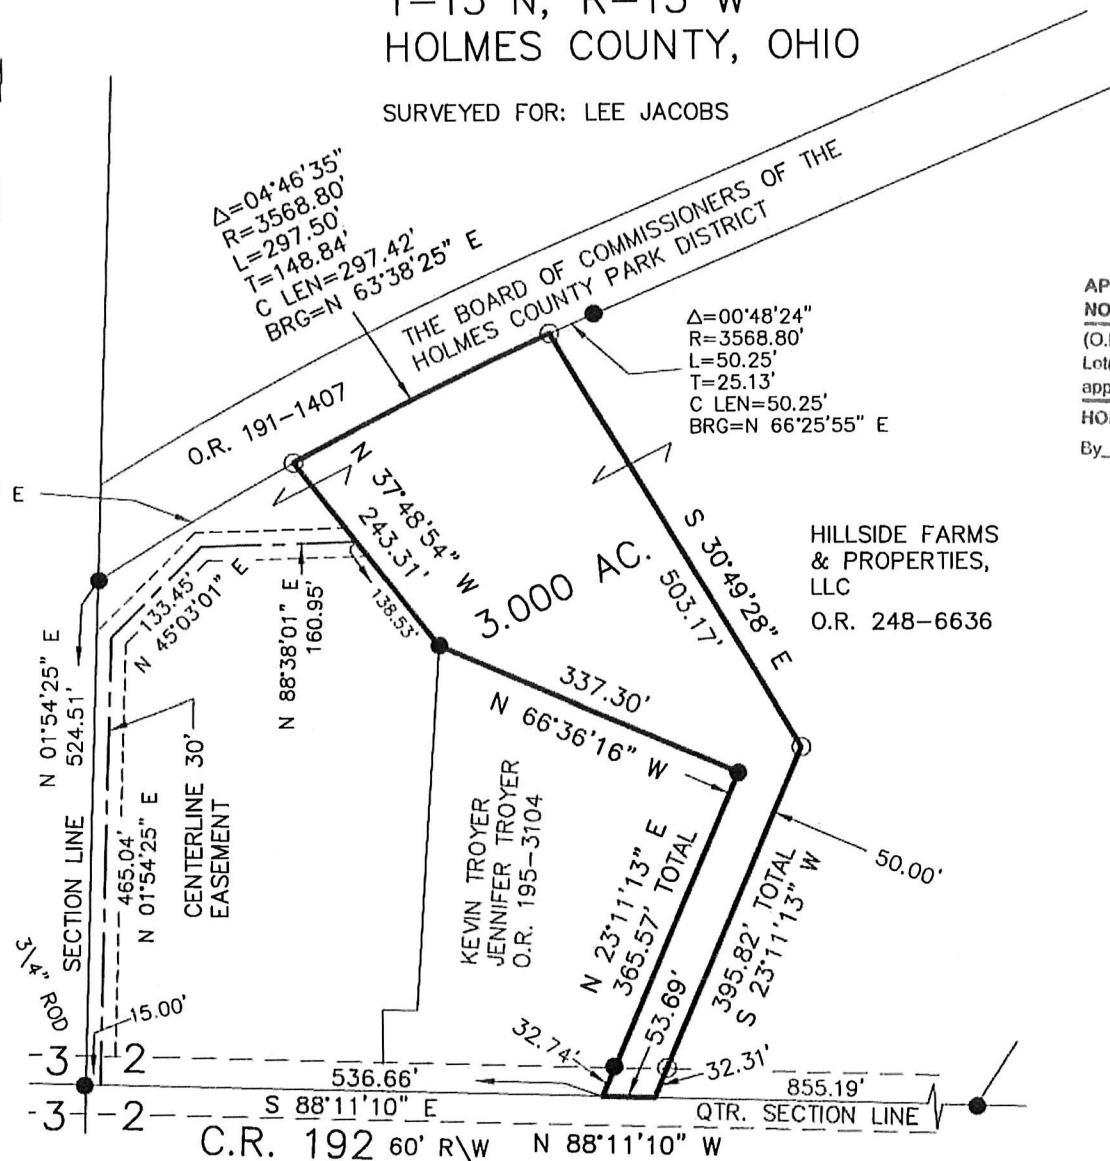 T=15 N, R=13 W
HOLMES COUNTY, OHIO
SURVEYED FOR: LEE JACOBS
Δ=04°46'35"
R=3568.80'
L=297.50'
T=148.84'
C LEN=297.42'
BRG=N 63°38'25" E
THE BOARD OF COMMISSIONERS OF THE
HOLMES COUNTY PARK DISTRICT
O.R. 191-1407
Δ=00°48'24"
R=3568.80'
L=50.25'
T=25.13'
C LEN=50.25'
BRG=N 66°25'55" E
AP
NO
(O.
Lot
app
HO
By_
E
N 37°48'54" W
243.31'
138.53'
3.000 AC.
S 30°49'28" E
503.17'
HILLSIDE FARMS
& PROPERTIES,
LLC
O.R. 248-6636
133.45'
N 45°03'01" E
N 88°38'01" E
160.95'
N 01°54'25" E
524.51'
SECTION LINE
465.04'
N 01°54'25" E
CENTERLINE 30'
EASEMENT
337.30'
N 66°36'16" W
KEVIN TROYER
JENNIFER TROYER
O.R. 195-3104
N 23°11'13" E
365.57' TOTAL
395.82' TOTAL
S 23°11'13" W
50.00'
53.69'
3/4" ROD
15.00'
32.74'
32.31'
-3 2
536.66'
855.19'
-3-2
S 88°11'10" E
QTR. SECTION LINE
C.R. 192 60' R\W N 88°11'10" W